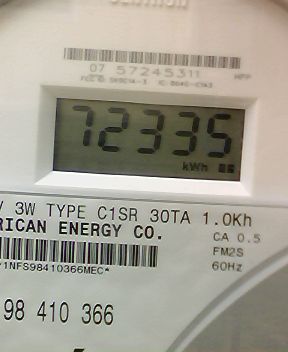 07 57245311
72335
kWh
V 3W TYPE C1SR 30TA 1.0Kh
RICAN ENERGY CO.
CA 0.5
FM2S
60Hz
1NFS98410366MEC*
98 410 366